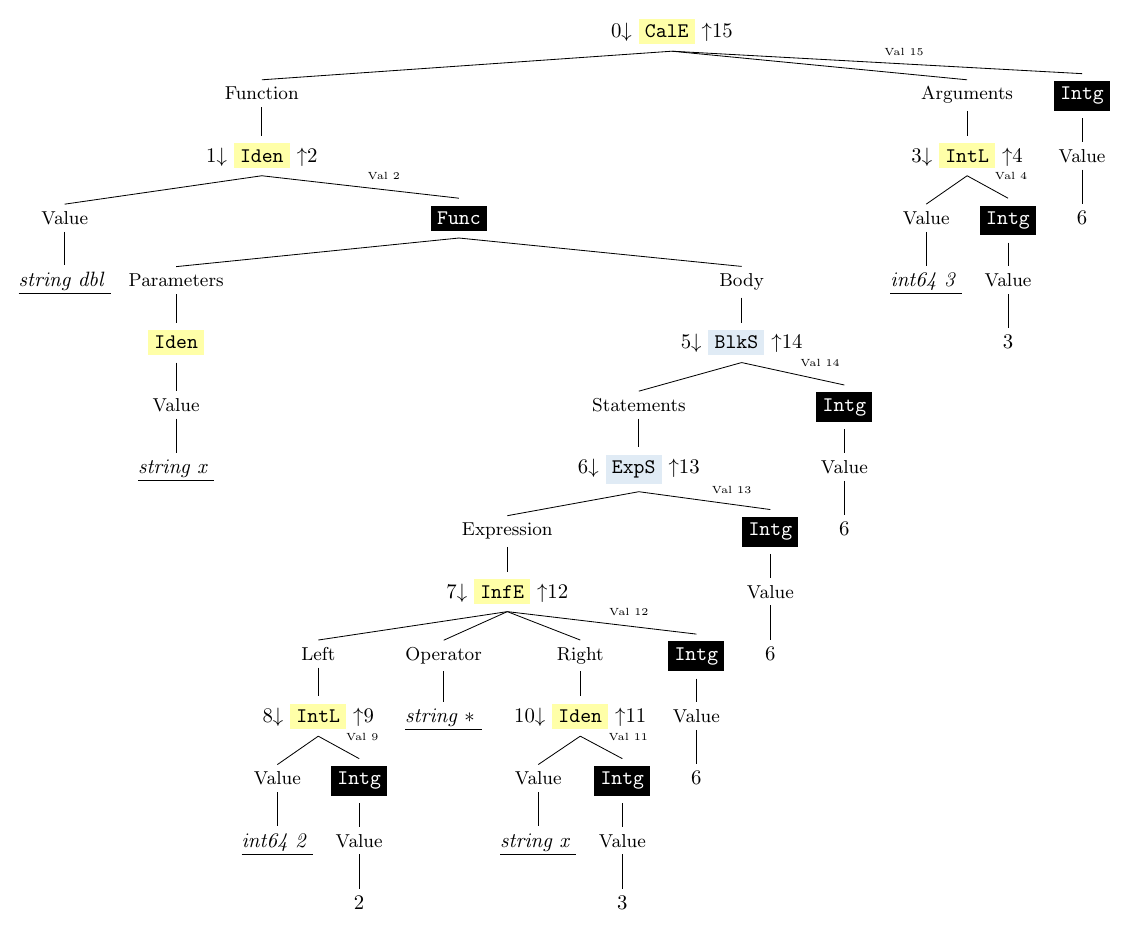 0↓ CalE ↑15
Val 15
Function Arguments Intg
1↓ Iden ↑2 3↓ IntL ↑4 Value
Val 2 Val 4
Value Func Value Intg 6
string dbl Parameters Body int64 3 Value
Iden 5↓ BlkS ↑14 3
Val 14
Value Statements Intg
string x 6↓ ExpS ↑13 Value
Val 13
Expression Intg 6
7↓ InfE ↑12 Value
Val 12
Left Operator Right Intg 6
8↓ IntL ↑9 string * 10↓ Iden ↑11 Value
Val 9 Val 11
Value Intg Value Intg 6
int64 2 Value string x Value
2 3